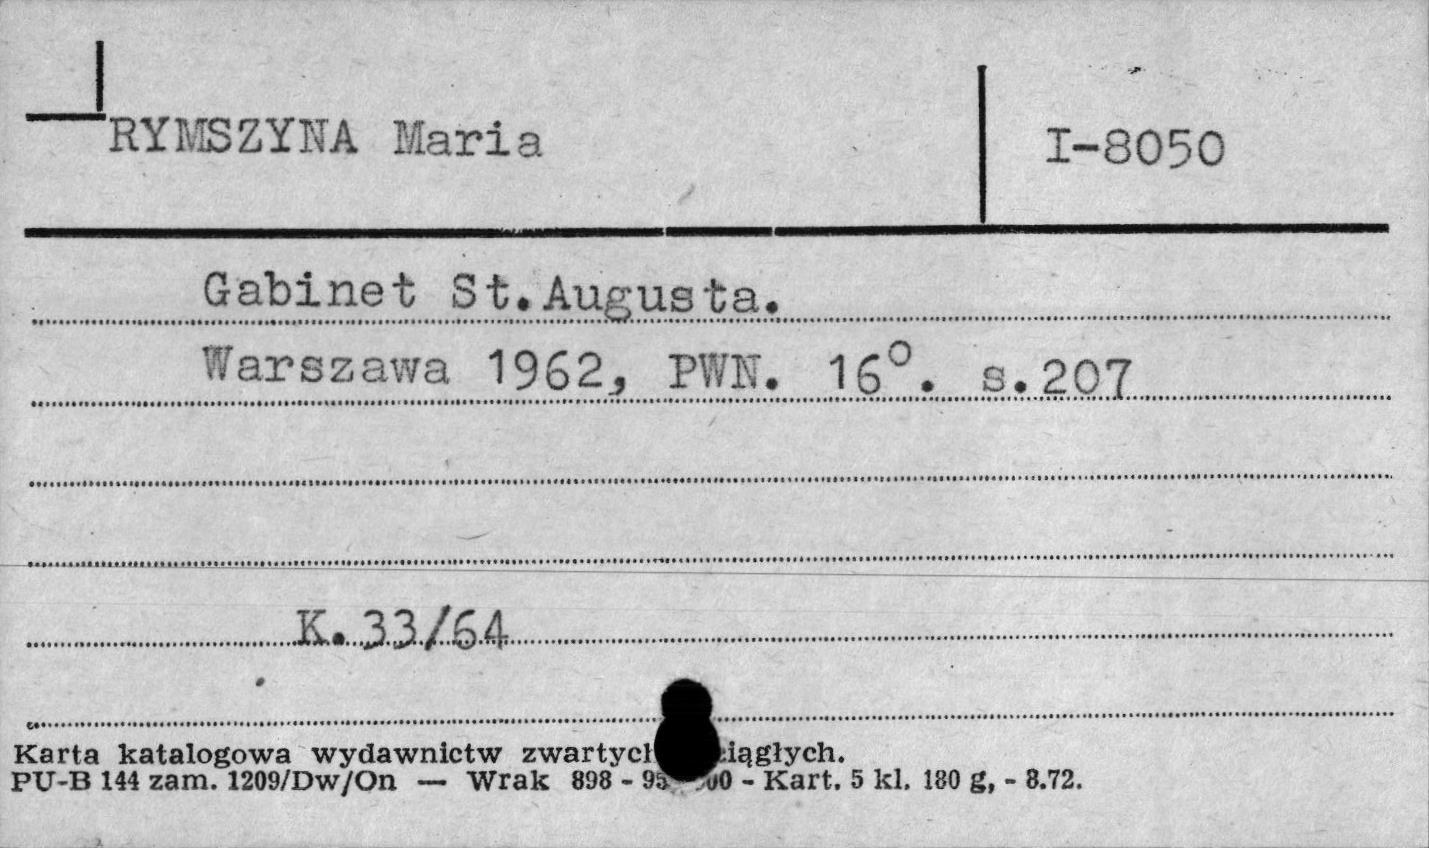 RYMSZYNA Maria
I-8050
Gabinet St.Augusta.
Warszawa 1962, PWN. 16°. s.207
K.33/64
Karta katalogowa wydawnictw zwartych
PU-B 144 zam. 1209/Dw/On — Wrak 898 - - Kart. 5 kl. 180 g, - 8.72.